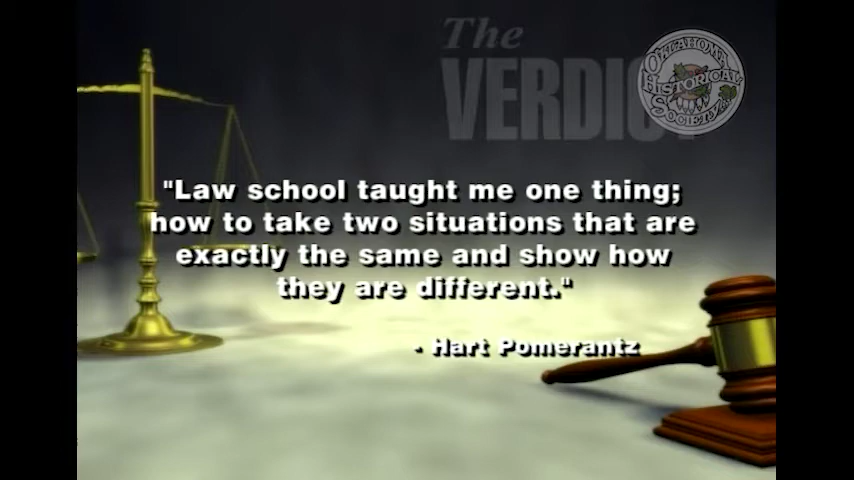 The
VERDICT
OKLAHOMA
HISTORICAL
SOCIETY
"Law school taught me one thing;
how to take two situations that are
exactly the same and show how
they are different."
- Hart Pomerantz